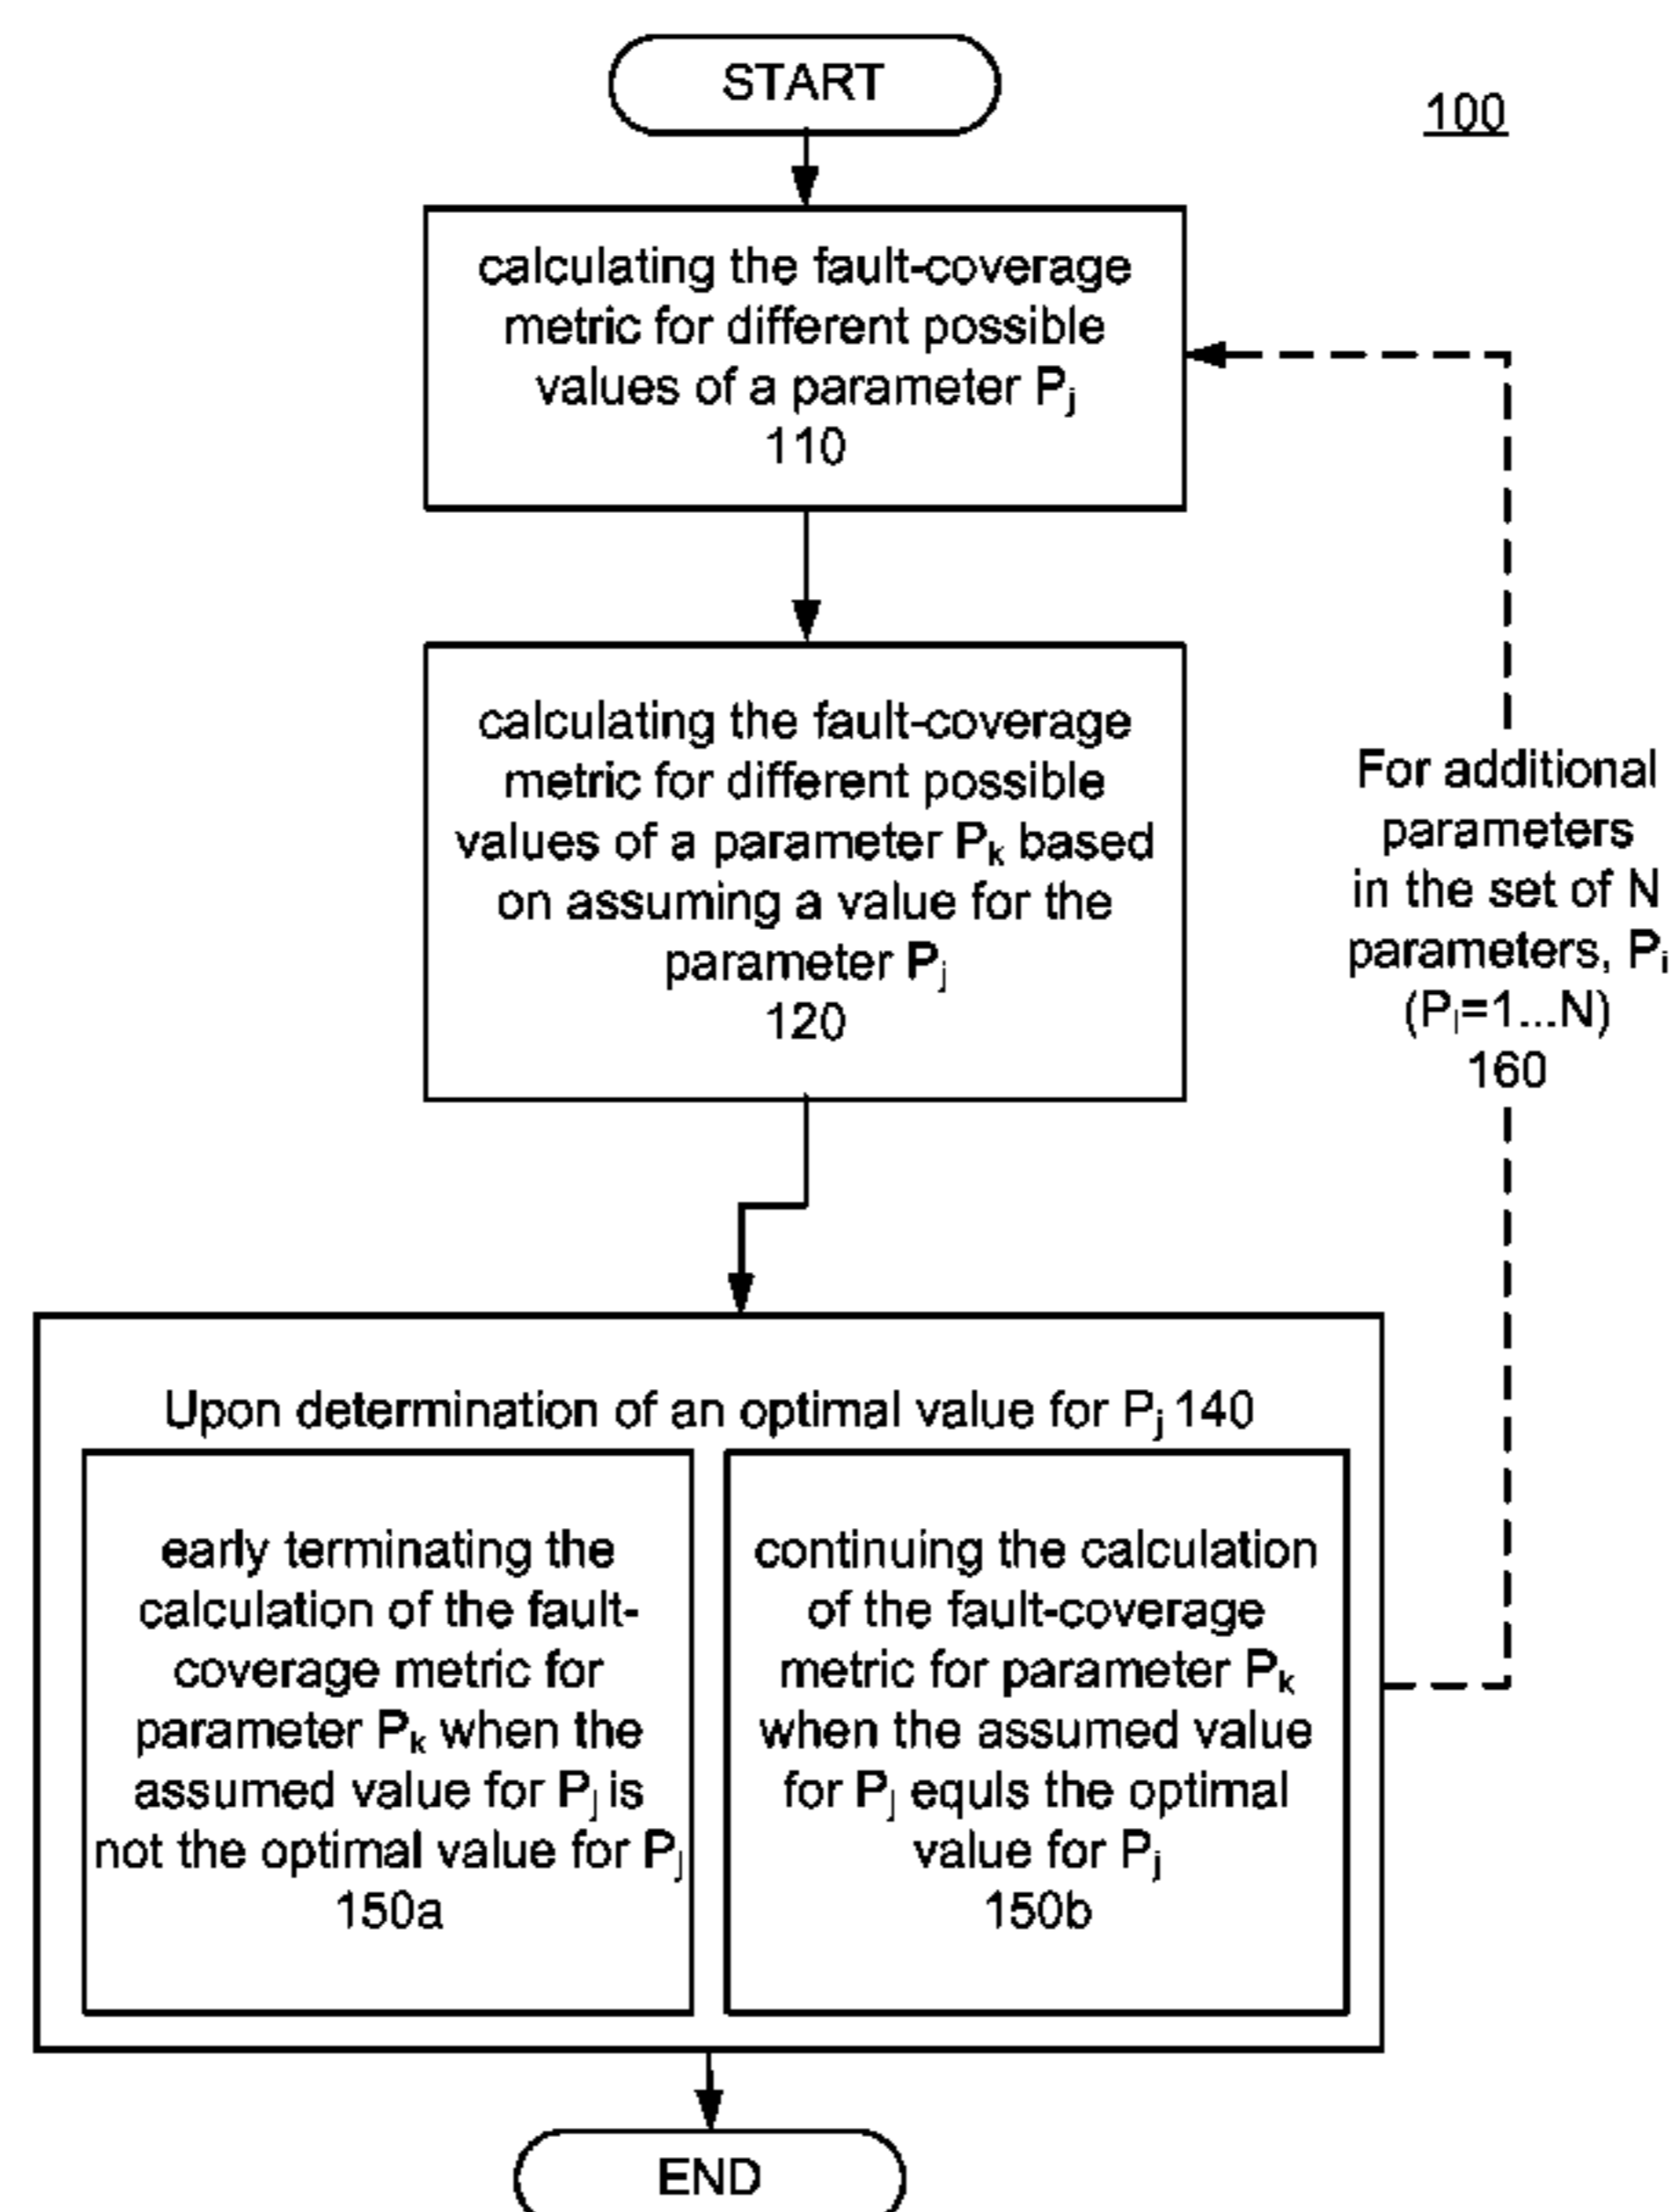 START
100
calculating the fault-coverage
metric for different possible
values of a parameter Pj
110
calculating the fault-coverage
metric for different possible
values of a parameter Pk based
on assuming a value for the
parameter Pj
120
For additional
parameters
in the set of N
parameters, Pi
(Pi=1...N)
160
Upon determination of an optimal value for Pj 140
early terminating the
calculation of the fault-
coverage metric for
parameter Pk when the
assumed value for Pj is
not the optimal value for Pj
150a
continuing the calculation
of the fault-coverage
metric for parameter Pk
when the assumed value
for Pj equls the optimal
value for Pj
150b
END